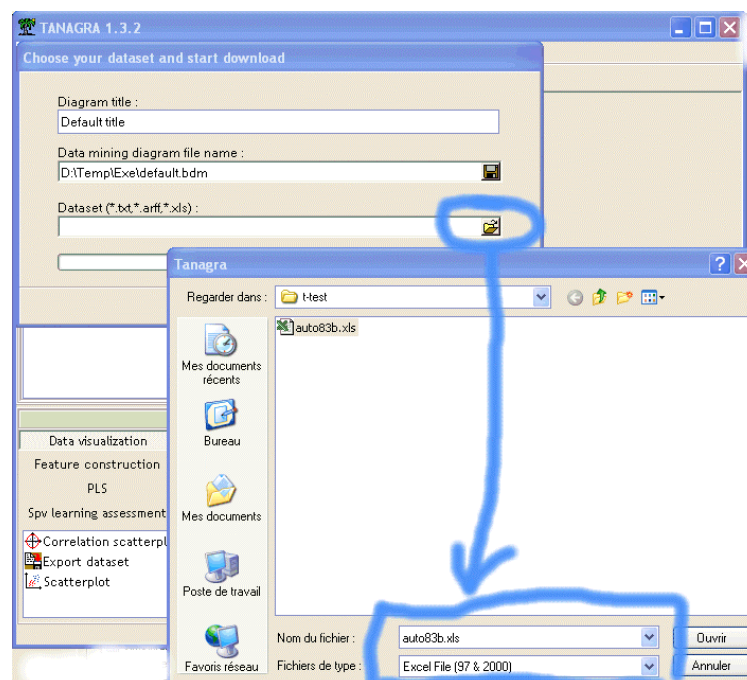 TANAGRA 1.3.2
Choose your dataset and start download
Diagram title :
Default title
Data mining diagram file name :
D:\Temp\Exe\default.bdm
Dataset (*.txt,*.arff,*.xls) :
Tanagra
Regarder dans :
t-test
auto83b.xls
Mes documents
récents
Bureau
Mes documents
Poste de travail
Favoris réseau
Nom du fichier :
auto83b.xls
Ouvrir
Fichiers de type :
Excel File (97 & 2000)
Annuler
Data visualization
Feature construction
PLS
Spv learning assessment
Correlation scatterpl
Export dataset
Scatterplot